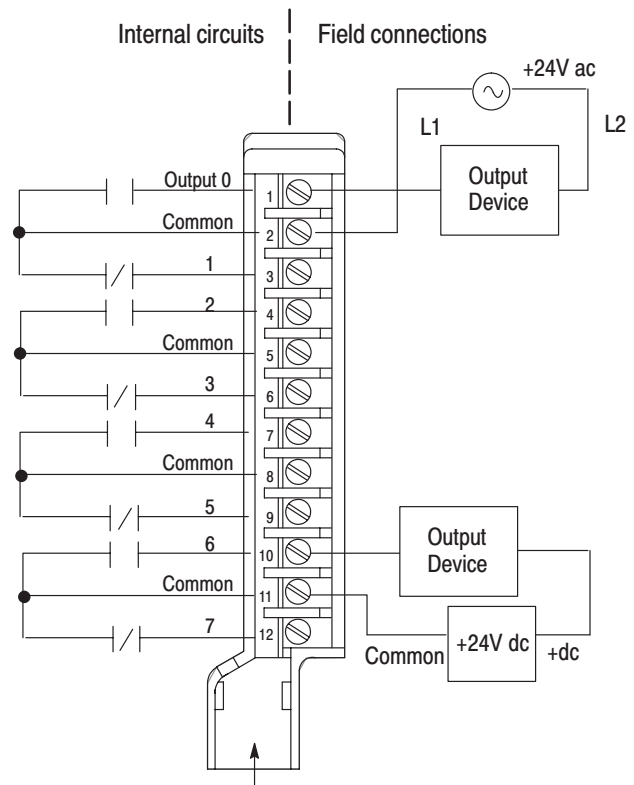 Internal circuits
Field connections
+24V ac
L1
L2
Output
Device
Output 0
1
Common
2
1
3
2
4
Common
5
3
6
4
7
Common
8
5
9
6
10
Output
Device
Common
11
7
12
Common
+24V dc
+dc